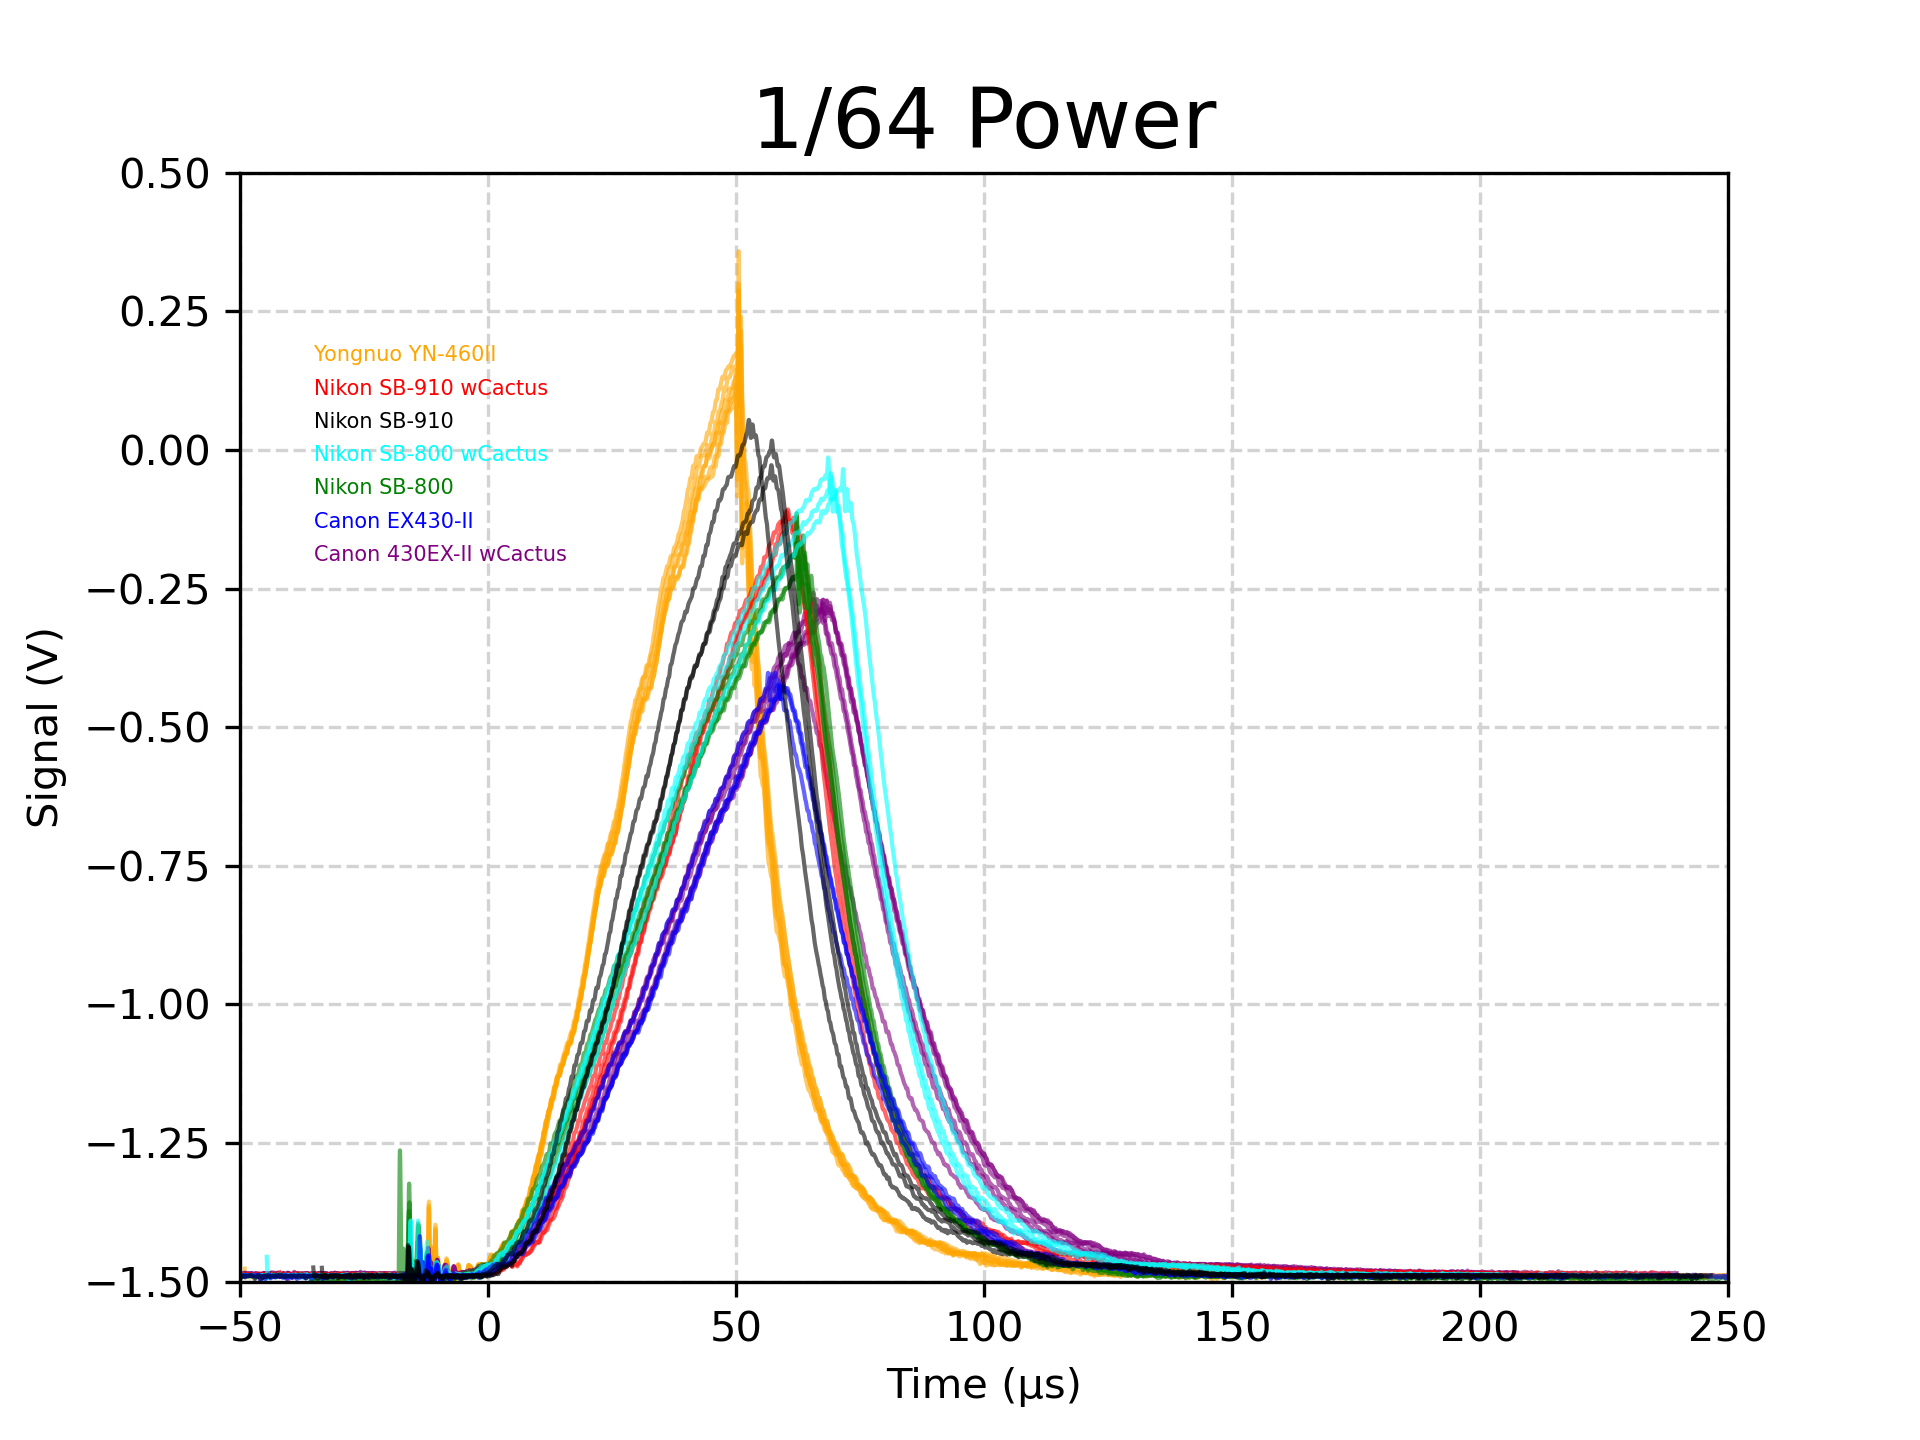 1/64 Power
0.50
0.25
0.00
−0.25
−0.50
−0.75
−1.00
−1.25
−1.50
Signal (V)
Yongnuo YN-460II
Nikon SB-910 wCactus
Nikon SB-910
Nikon SB-800 wCactus
Nikon SB-800
Canon EX430-II
Canon 430EX-II wCactus
−50 0 50 100 150 200 250
Time (μs)